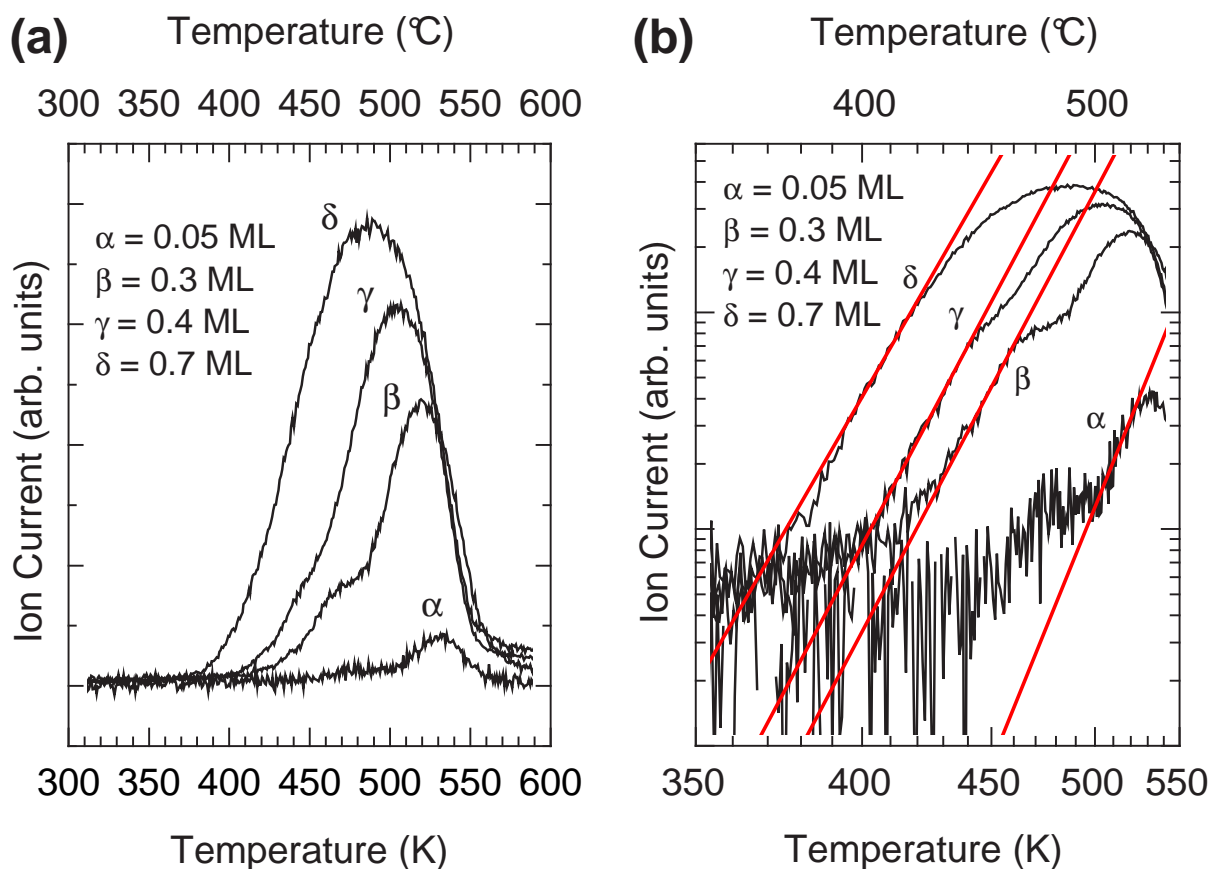 (a)
Temperature (°C)
300 350 400 450 500 550 600
α = 0.05 ML
β = 0.3 ML
γ = 0.4 ML
δ = 0.7 ML
δ
γ
β
α
Ion Current (arb. units)
300 350 400 450 500 550 600
Temperature (K)
(b)
Temperature (°C)
400 500
α = 0.05 ML
β = 0.3 ML
γ = 0.4 ML
δ = 0.7 ML
δ
γ
β
α
Ion Current (arb. units)
350 400 450 500 550
Temperature (K)